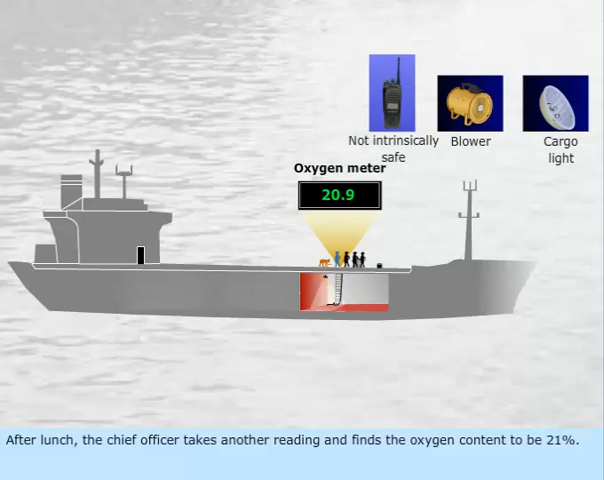 Not intrinsically
safe
Blower
Cargo
light
Oxygen meter
20.9
After lunch, the chief officer takes another reading and finds the oxygen content to be 21%.